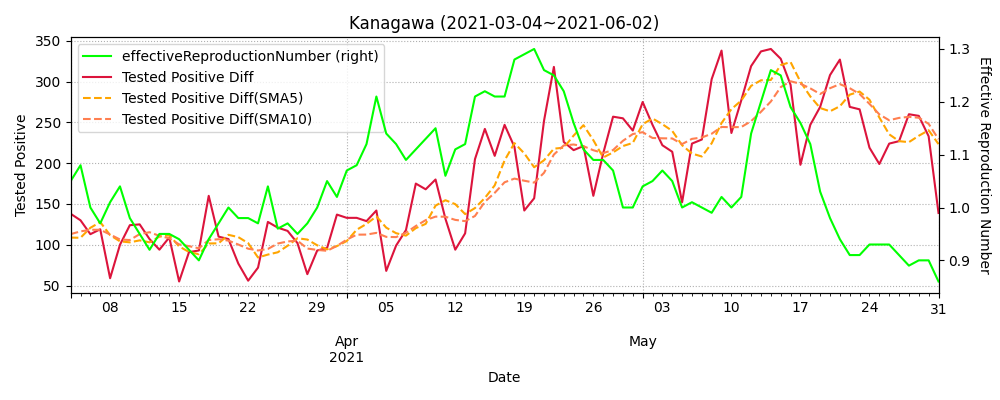 Kanagawa (2021-03-04~2021-06-02)
effectiveReproductionNumber (right)
Tested Positive Diff
Tested Positive Diff(SMA5)
Tested Positive Diff(SMA10)
Tested Positive
350
300
250
200
150
100
50
1.3
1.2
1.1
1.0
0.9
Effective Reproduction Number
08 15 22 29 05 12 19 26 03 10 17 24 31
Apr May
2021
Date